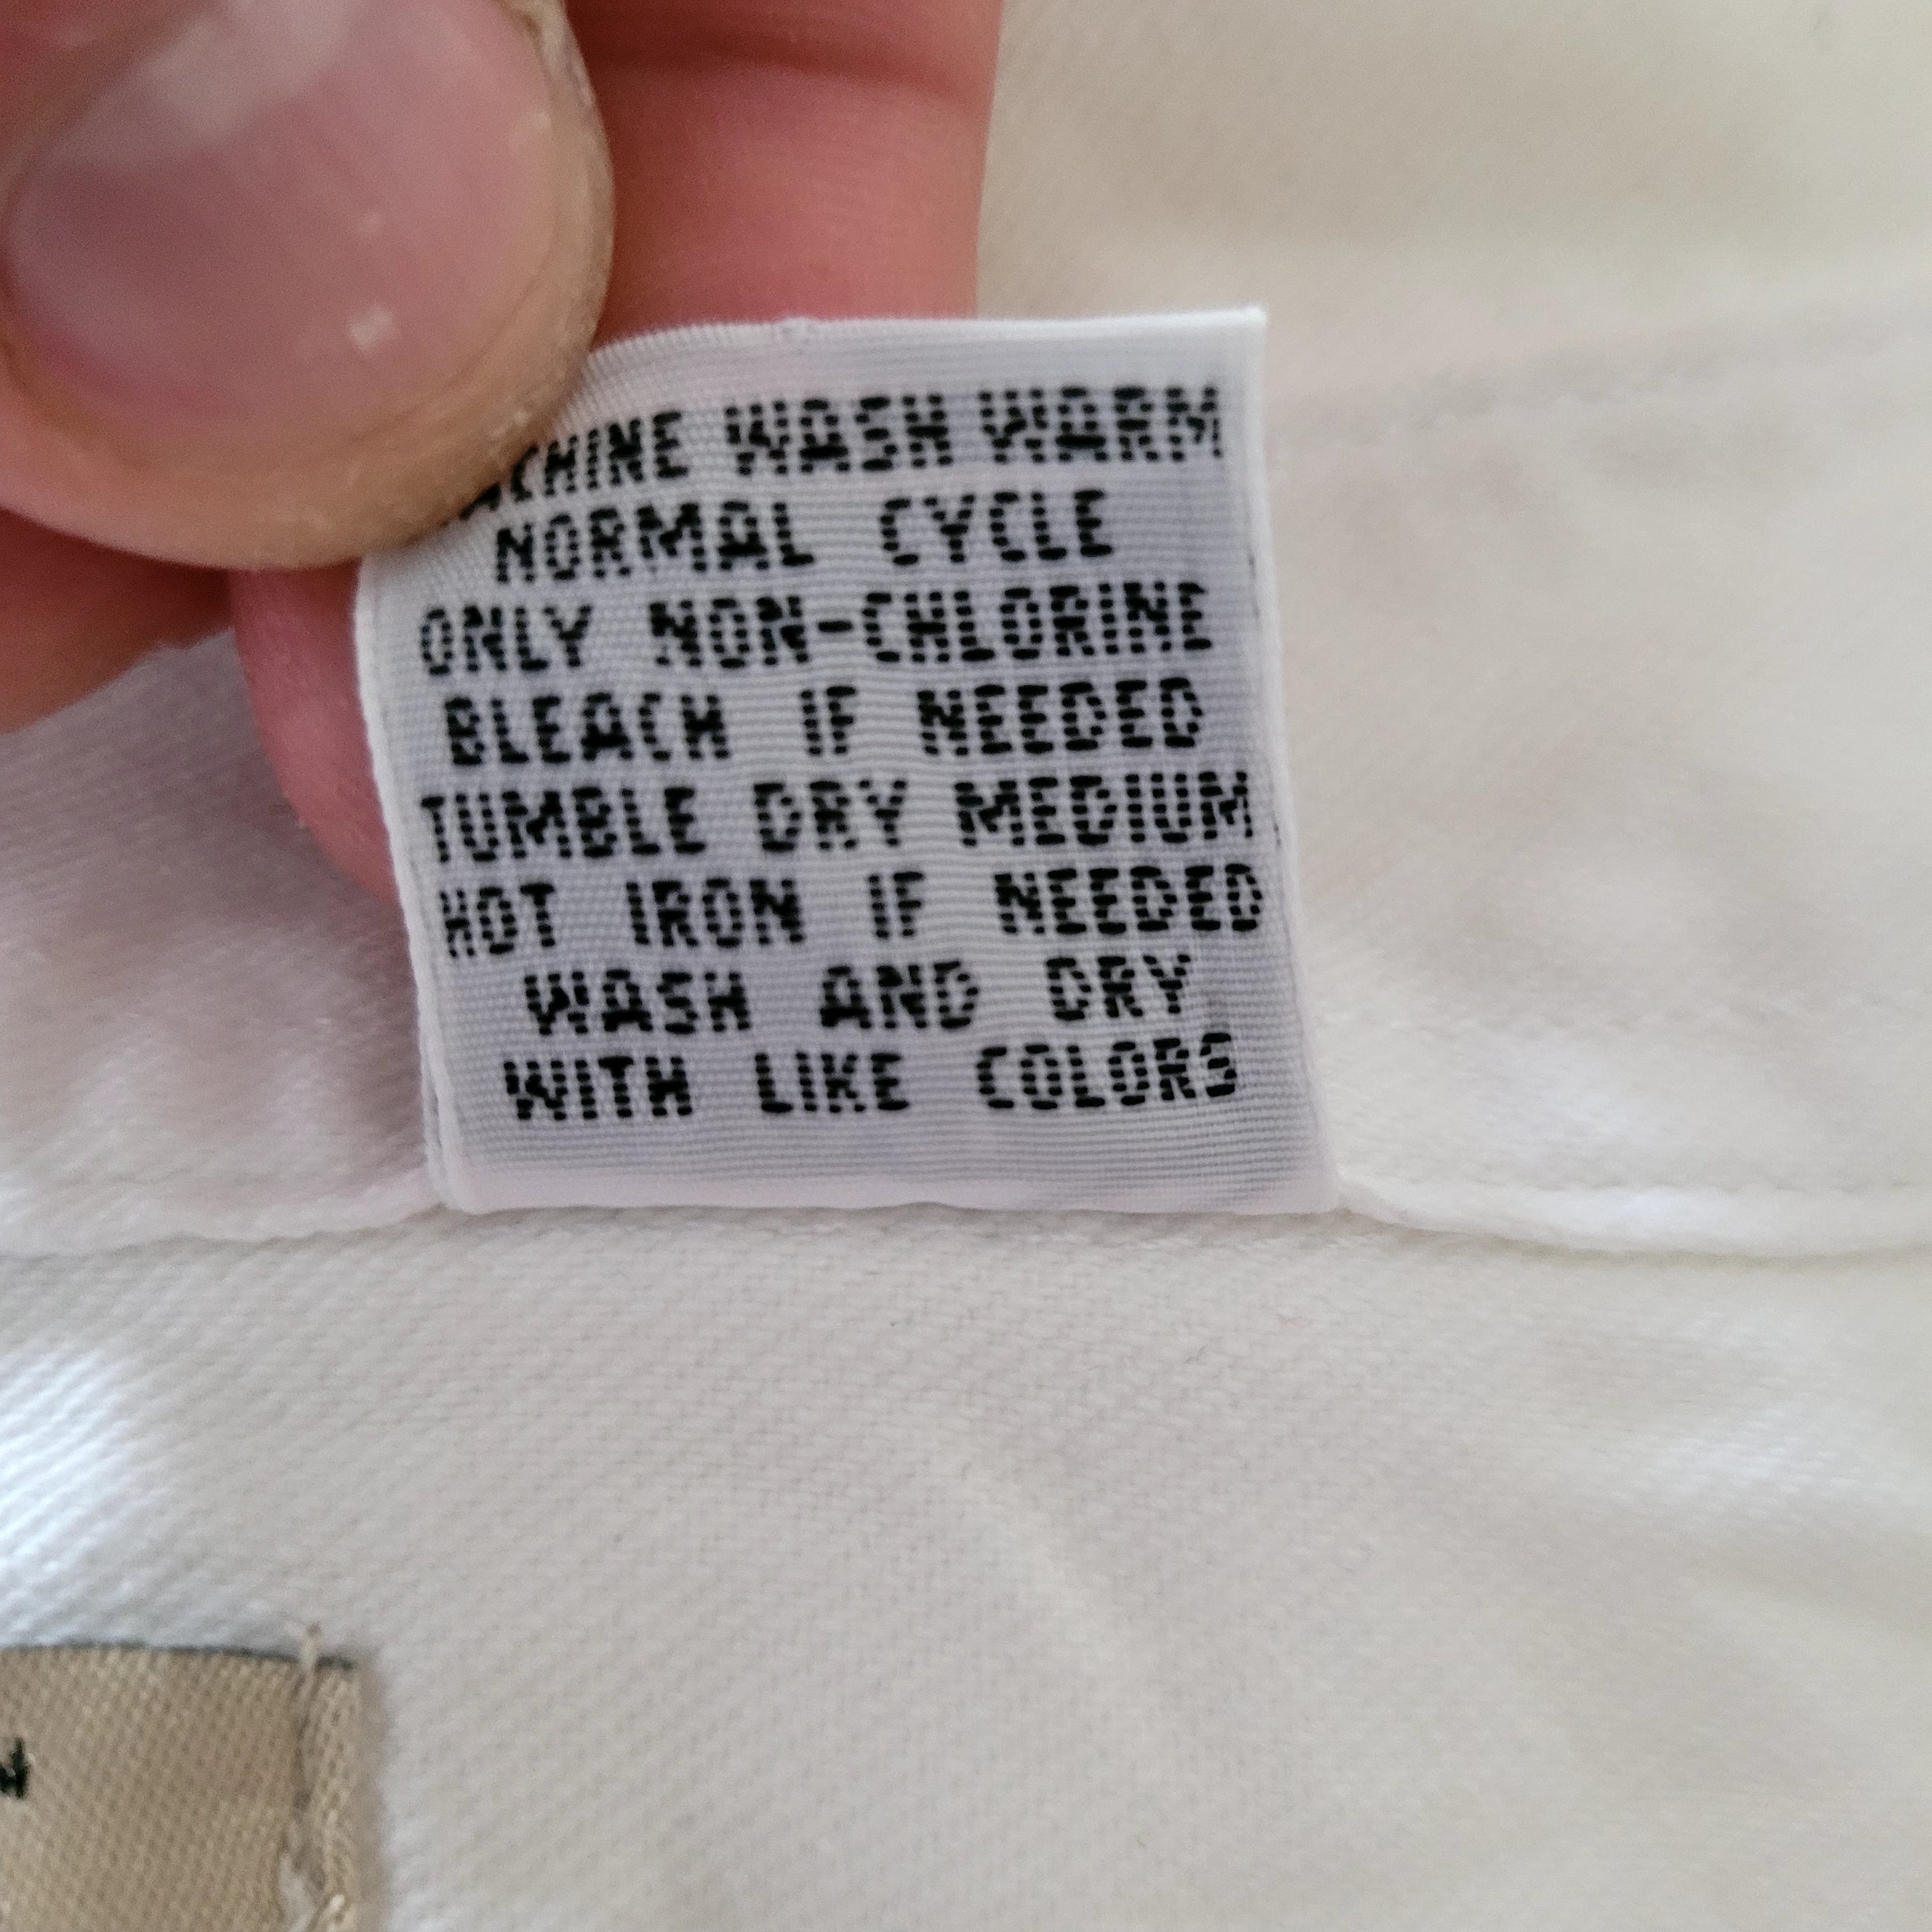 MACHINE WASH WARM
NORMAL CYCLE
ONLY NON-CHLORINE
BLEACH IF NEEDED
TUMBLE DRY MEDIUM
HOT IRON IF NEEDED
WASH AND DRY
WITH LIKE COLORS